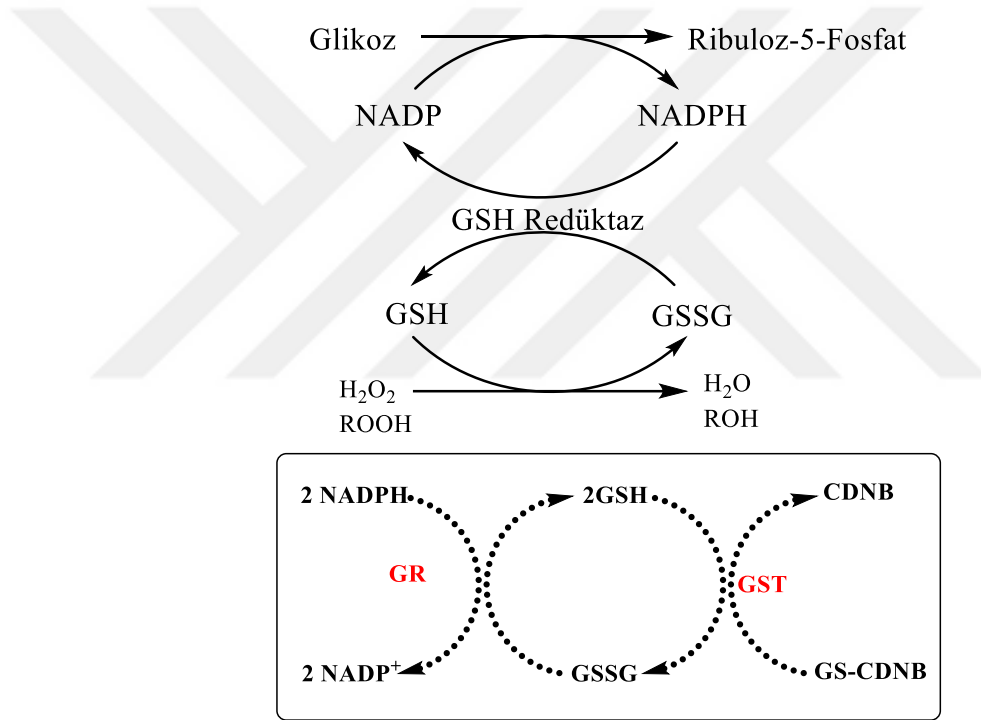 Glikoz Ribuloz-5-Fosfat
NADP NADPH
GSH Redüktaz
GSH GSSG
H₂O₂ H₂O
ROOH ROH
2 NADPH 2GSH CDNB
GR GST
2 NADP⁺ GSSG GS-CDNB